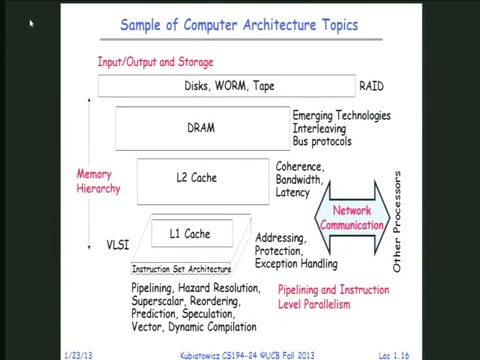 Sample of Computer Architecture Topics
Input/Output and Storage
Disks, WORM, Tape
RAID
DRAM
Emerging Technologies
Interleaving
Bus protocols
Memory
Hierarchy
L2 Cache
Coherence,
Bandwidth,
Latency
Network
Communication
Other Processors
VLSI
L1 Cache
Addressing,
Protection,
Exception Handling
Instruction Set Architecture
Pipelining, Hazard Resolution,
Superscalar, Reordering,
Prediction, Speculation,
Vector, Dynamic Compilation
Pipelining and Instruction
Level Parallelism
1/23/13
Kubiatowicz CS194-24 ©UCB Fall 2013
Lec 1.16